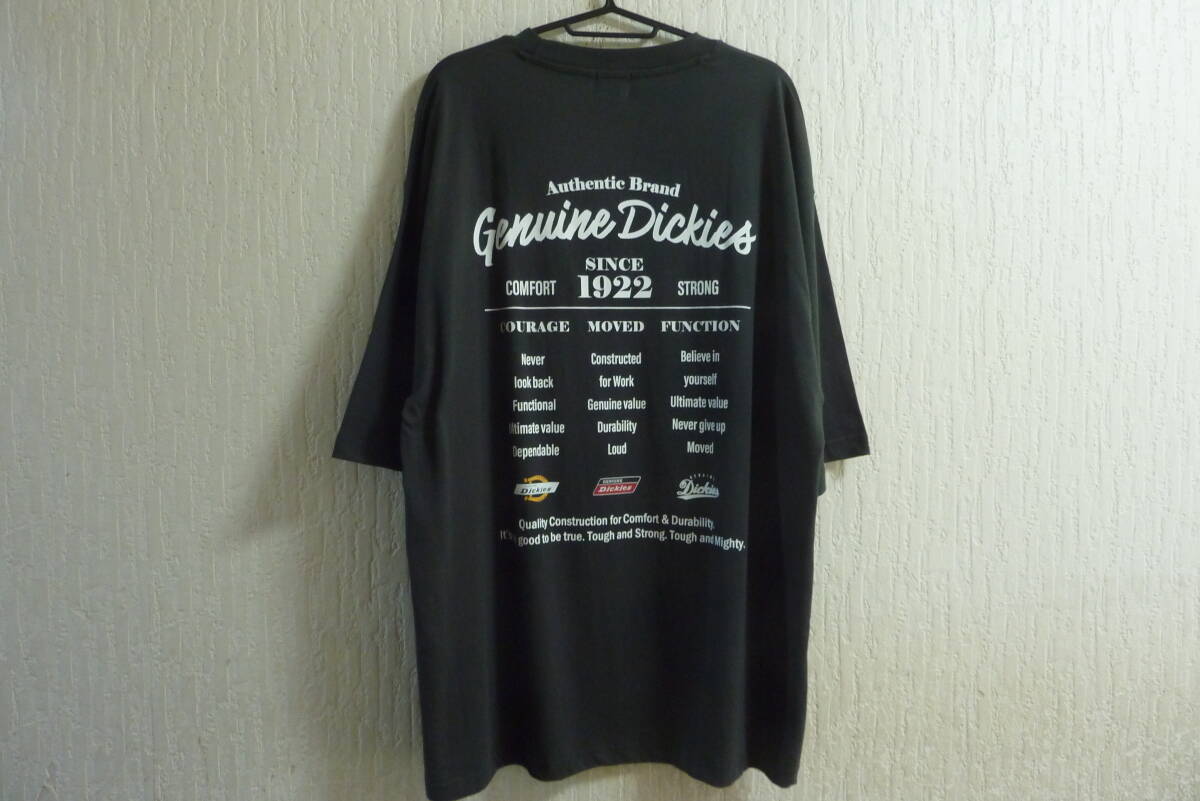 Authentic Brand
Genuine Dickies
SINCE
COMFORT 1922 STRONG
COURAGE MOVED FUNCTION
Never Constructed Believe in
look back for Work yourself
Functional Genuine value Ultimate value
Ultimate value Durability Never give up
Dependable Loud Moved
Dickies GENUINE Dickies Dickies
Quality Construction for Comfort & Durability.
good to be true. Tough and Strong. Tough and Mighty.